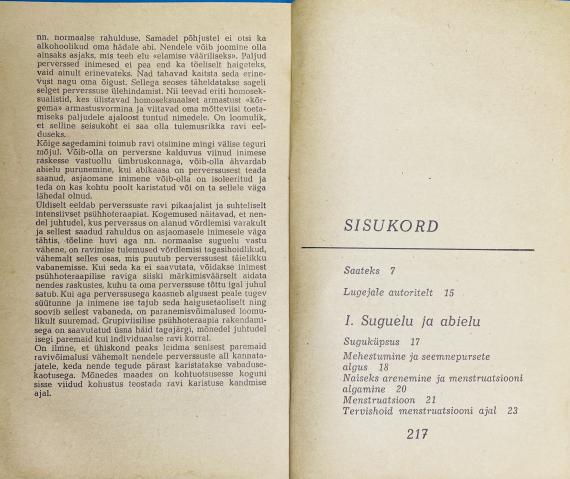 nn. normaalse rahulduse. Samadel põhjustel ei otsi ka
alkohoolikud oma hädale abi. Nendele võib joomine olla
ainsaks asjaks, mis teeb elu «elamise vääriliseks». Paljud
perverssed inimesed ei pea end ka tõeliselt haigeteks,
vaid ainult erinevateks. Nad tahavad kaitsta seda erine-
vust nagu oma õigust. Sellega seoses täheldatakse sageli
selget perverssuse ülehindamist. Nii teevad eriti homosek-
sualistid, kes ülistavad homoseksuaalset armastust «kõr-
gema» armastusvormina ja viitavad oma mõtteviisi toeta-
miseks paljudele ajaloost tuntud nimedele. On loomulik,
et selline seisukoht ei saa olla tulemusrikka ravi eel-
duseks.
Kõige sagedamini toimub ravi otsimine mingi välise teguri
mõjul. Võib-olla on perversne kalduvus viinud inimese
raskesse vastuollu ümbruskonnaga, võib-olla ähvardab
abielu purunemine, kui abikaasa on perverssusest teada
saanud, asjaomane inimene võib-olla on isoleeritud ja
teda on kas kohtu poolt karistatud või on ta sellele väga
lähedal olnud.
Üldiselt eeldab perverssuste ravi pikaajalist ja suhteliselt
intensiivset psühhoteraapiat. Kogemused näitavad, et nen-
del juhtudel, kus perverssus on alanud võrdlemisi varakult
ja sellest saadud rahuldus on asjaomasele inimesele väga
tähtis, tõeline huvi aga nn. normaalse suguelu vastu
vähene, on ravimise tulemused võrdlemisi tagasihoidlikud,
vähemalt selles osas, mis puutub perverssusest täielikku
vabanemisse. Kui seda ka ei saavutata, võidakse inimest
psühhoteraapilise raviga siiski märkimisväärselt aidata
nendes raskustes, kuhu ta oma perverssuse tõttu igal juhul
satub. Kui aga perverssusega kaasneb algusest peale tugev
süütunne ja inimene ise tajub seda haigusetaoliselt ning
soovib sellest vabaneda, on paranemisvõimalused loomu-
likult suuremad. Grupiviisilise psühhoteraapia rakendami-
sega on saavutatud üsna häid tagajärgi, mõnedel juhtudel
isegi paremaid kui individuaalse ravi korral.
On ilmne, et ühiskond peaks leidma senisest paremaid
ravivõimalusi vähemalt nendele perverssuste all kannata-
jatele, keda nende tegude pärast karistatakse vabaduse-
kaotusega. Mõnedes maades on kohtuotsusesse koguni
sisse viidud kohustus teostada ravi karistuse kandmise
ajal.
SISUKORD
Saateks 7
Lugejale autoritelt 15
I. Suguelu ja abielu
Suguküpsus 17
Mehestumine ja seemnepursete
algus 18
Naiseks arenemine ja menstruatsiooni
algamine 20
Menstruatsioon 21
Tervishoid menstruatsiooni ajal 23
217